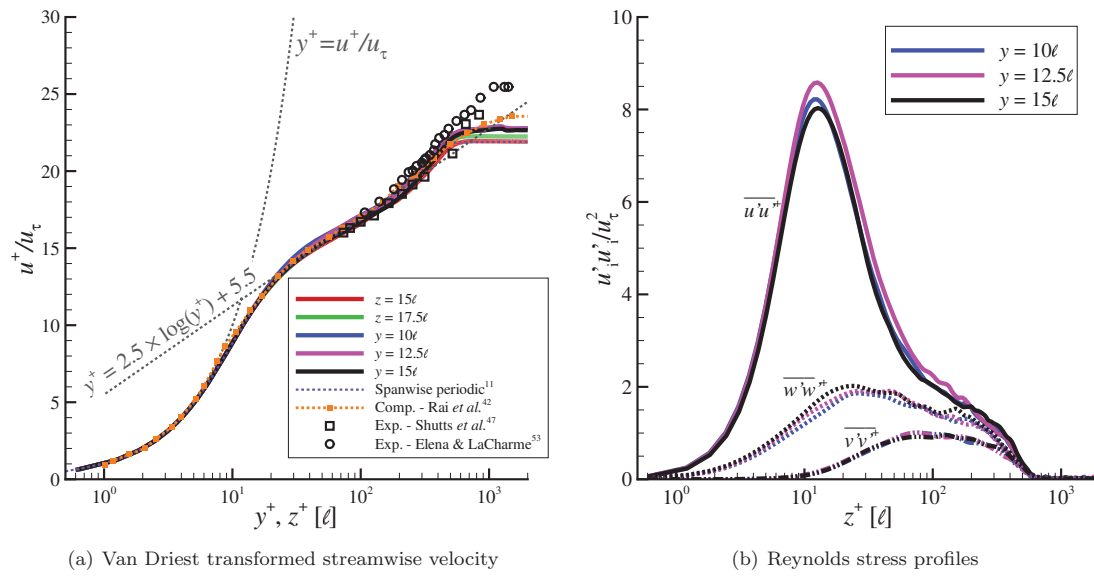 30
25
20
15
10
5
0
u⁺/u_τ
10⁰ 10¹ 10² 10³
y⁺, z⁺ [ℓ]
y⁺=u⁺/u_τ
y⁺ = 2.5 × log(y⁺) + 5.5
z = 15ℓ
z = 17.5ℓ
y = 10ℓ
y = 12.5ℓ
y = 15ℓ
Spanwise periodic¹¹
Comp. - Rai et al.⁴²
Exp. - Shutts et al.⁴⁷
Exp. - Elena & LaCharme⁵³
(a) Van Driest transformed streamwise velocity
10
8
6
4
2
0
u'ᵢu'ᵢ/u²_τ
10⁰ 10¹ 10² 10³
z⁺ [ℓ]
y = 10ℓ
y = 12.5ℓ
y = 15ℓ
u'u'⁺
w'w'⁺
v'v'⁺
(b) Reynolds stress profiles